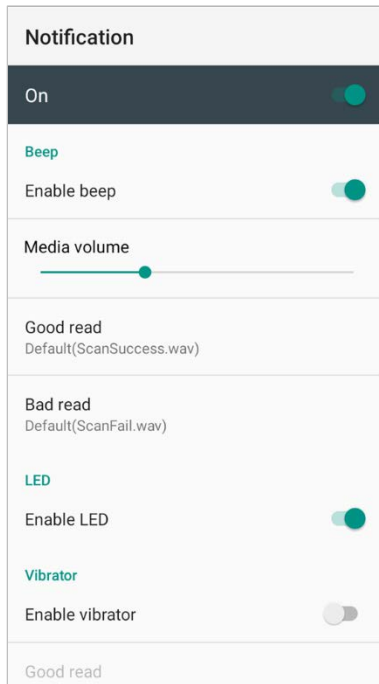 Notification
On
Beep
Enable beep
Media volume
Good read
Default(ScanSuccess.wav)
Bad read
Default(ScanFail.wav)
LED
Enable LED
Vibrator
Enable vibrator
Good read